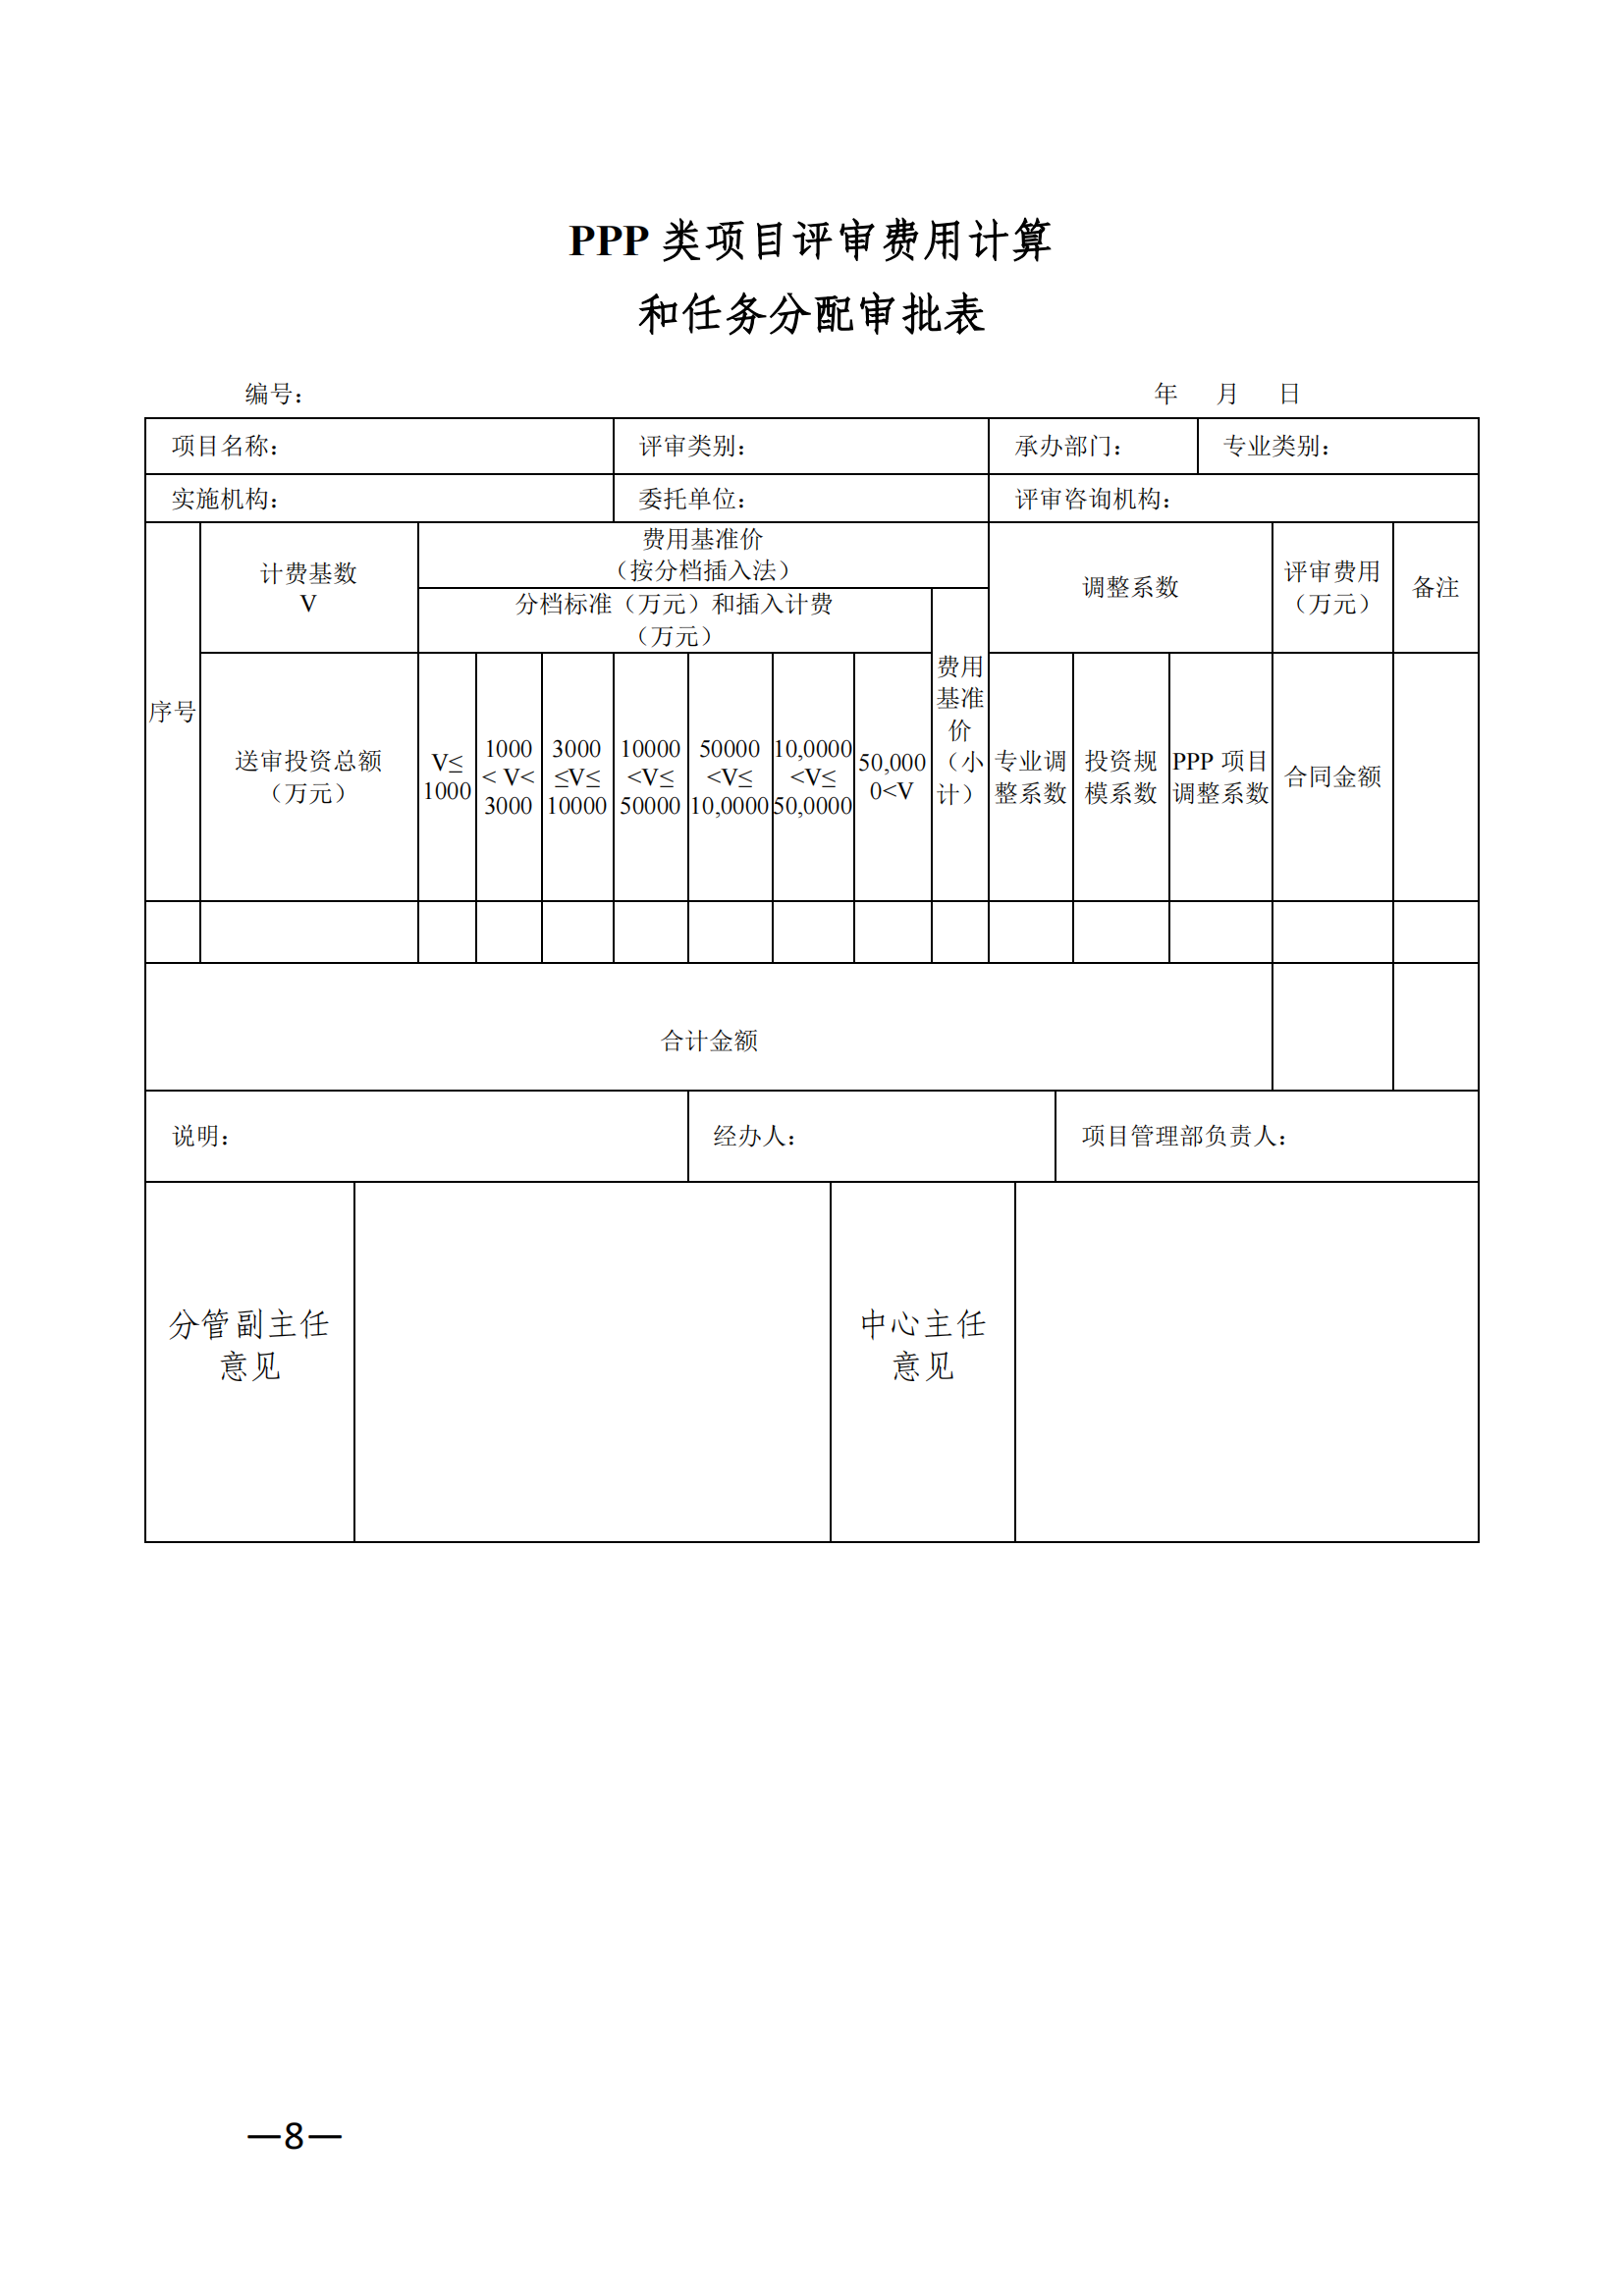 PPP 类项目评审费用计算
和任务分配审批表
编号：
年 月 日
项目名称：
评审类别：
承办部门：
专业类别：
实施机构：
委托单位：
评审咨询机构：
序号
计费基数
V
费用基准价
（按分档插入法）
调整系数
评审费用
（万元）
备注
分档标准（万元）和插入计费
（万元）
费用
基准
价
（小
计）
送审投资总额
（万元）
V≤
1000
1000
< V<
3000
3000
≤V≤
10000
10000
<V≤
50000
50000
<V≤
10,0000
10,0000
<V≤
50,0000
50,000
0<V
专业调
整系数
投资规
模系数
PPP 项目
调整系数
合同金额
合计金额
说明：
经办人：
项目管理部负责人：
分管副主任
意见
中心主任
意见
—8—